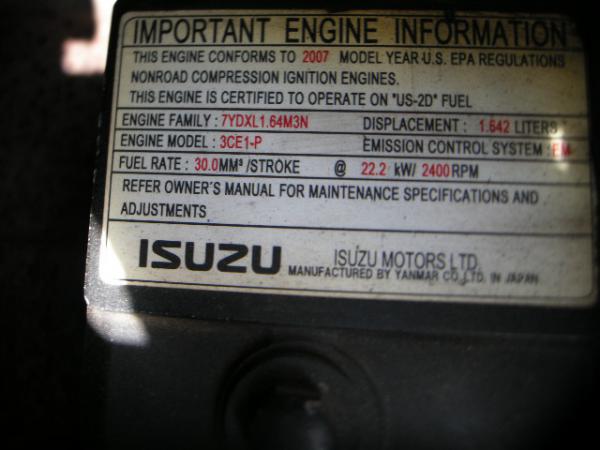 IMPORTANT ENGINE INFORMATION
THIS ENGINE CONFORMS TO 2007 MODEL YEAR U.S. EPA REGULATIONS
NONROAD COMPRESSION IGNITION ENGINES.
THIS ENGINE IS CERTIFIED TO OPERATE ON "US-2D" FUEL
ENGINE FAMILY : 7YDXL1.64M3N DISPLACEMENT : 1.642 LITERS
ENGINE MODEL : 3CE1-P EMISSION CONTROL SYSTEM : EM
FUEL RATE : 30.0MM³/STROKE @ 22.2 kW/ 2400RPM
REFER OWNER'S MANUAL FOR MAINTENANCE SPECIFICATIONS AND
ADJUSTMENTS
ISUZU ISUZU MOTORS LTD.
MANUFACTURED BY YANMAR CO.,LTD. IN JAPAN